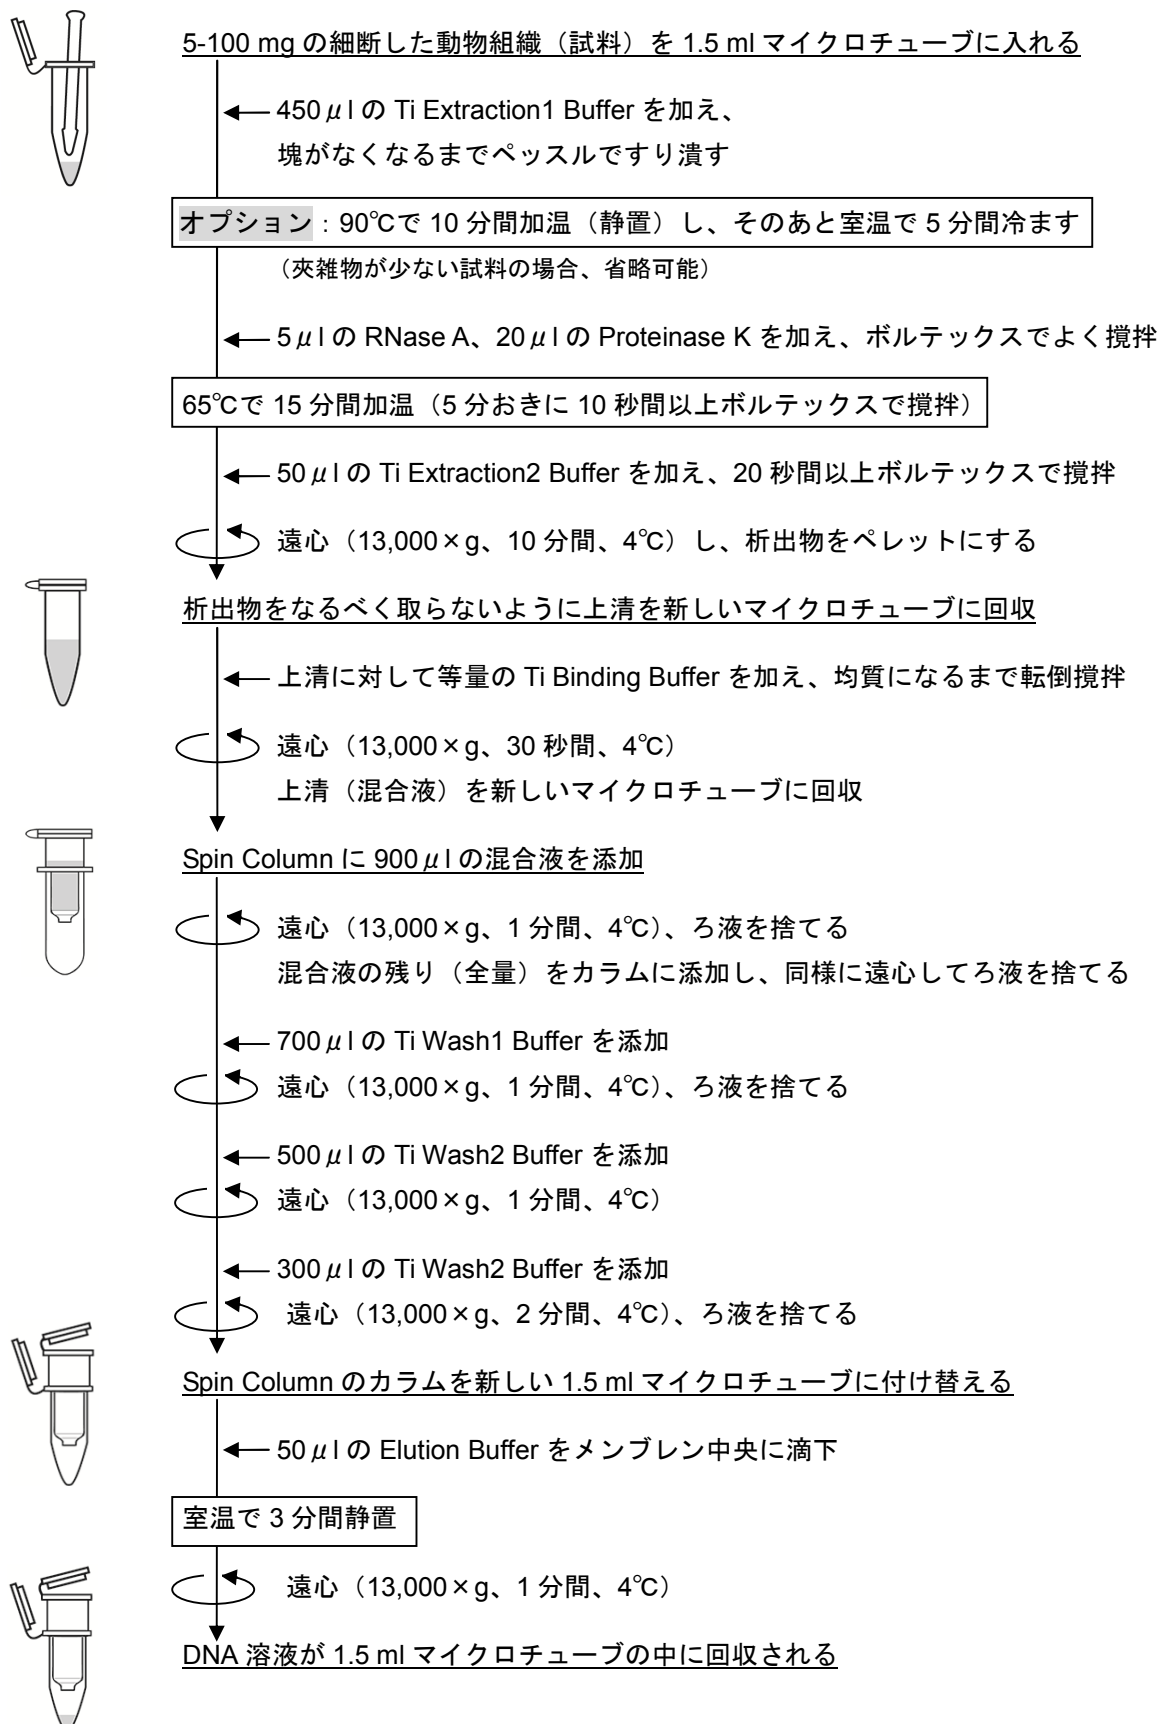 5-100 mg の細断した動物組織（試料）を 1.5 ml マイクロチューブに入れる
450μl の Ti Extraction1 Buffer を加え、
塊がなくなるまでペッスルですり潰す
オプション：90℃で 10 分間加温（静置）し、そのあと室温で 5 分間冷ます
（夾雑物が少ない試料の場合、省略可能）
5μl の RNase A、20μl の Proteinase K を加え、ボルテックスでよく撹拌
65℃で 15 分間加温（5 分おきに 10 秒間以上ボルテックスで撹拌）
50μl の Ti Extraction2 Buffer を加え、20 秒間以上ボルテックスで撹拌
遠心（13,000×g、10 分間、4℃）し、析出物をペレットにする
析出物をなるべく取らないように上清を新しいマイクロチューブに回収
上清に対して等量の Ti Binding Buffer を加え、均質になるまで転倒撹拌
遠心（13,000×g、30 秒間、4℃）
上清（混合液）を新しいマイクロチューブに回収
Spin Column に 900μl の混合液を添加
遠心（13,000×g、1 分間、4℃）、ろ液を捨てる
混合液の残り（全量）をカラムに添加し、同様に遠心してろ液を捨てる
700μl の Ti Wash1 Buffer を添加
遠心（13,000×g、1 分間、4℃）、ろ液を捨てる
500μl の Ti Wash2 Buffer を添加
遠心（13,000×g、1 分間、4℃）
300μl の Ti Wash2 Buffer を添加
遠心（13,000×g、2 分間、4℃）、ろ液を捨てる
Spin Column のカラムを新しい 1.5 ml マイクロチューブに付け替える
50μl の Elution Buffer をメンブレン中央に滴下
室温で 3 分間静置
遠心（13,000×g、1 分間、4℃）
DNA 溶液が 1.5 ml マイクロチューブの中に回収される